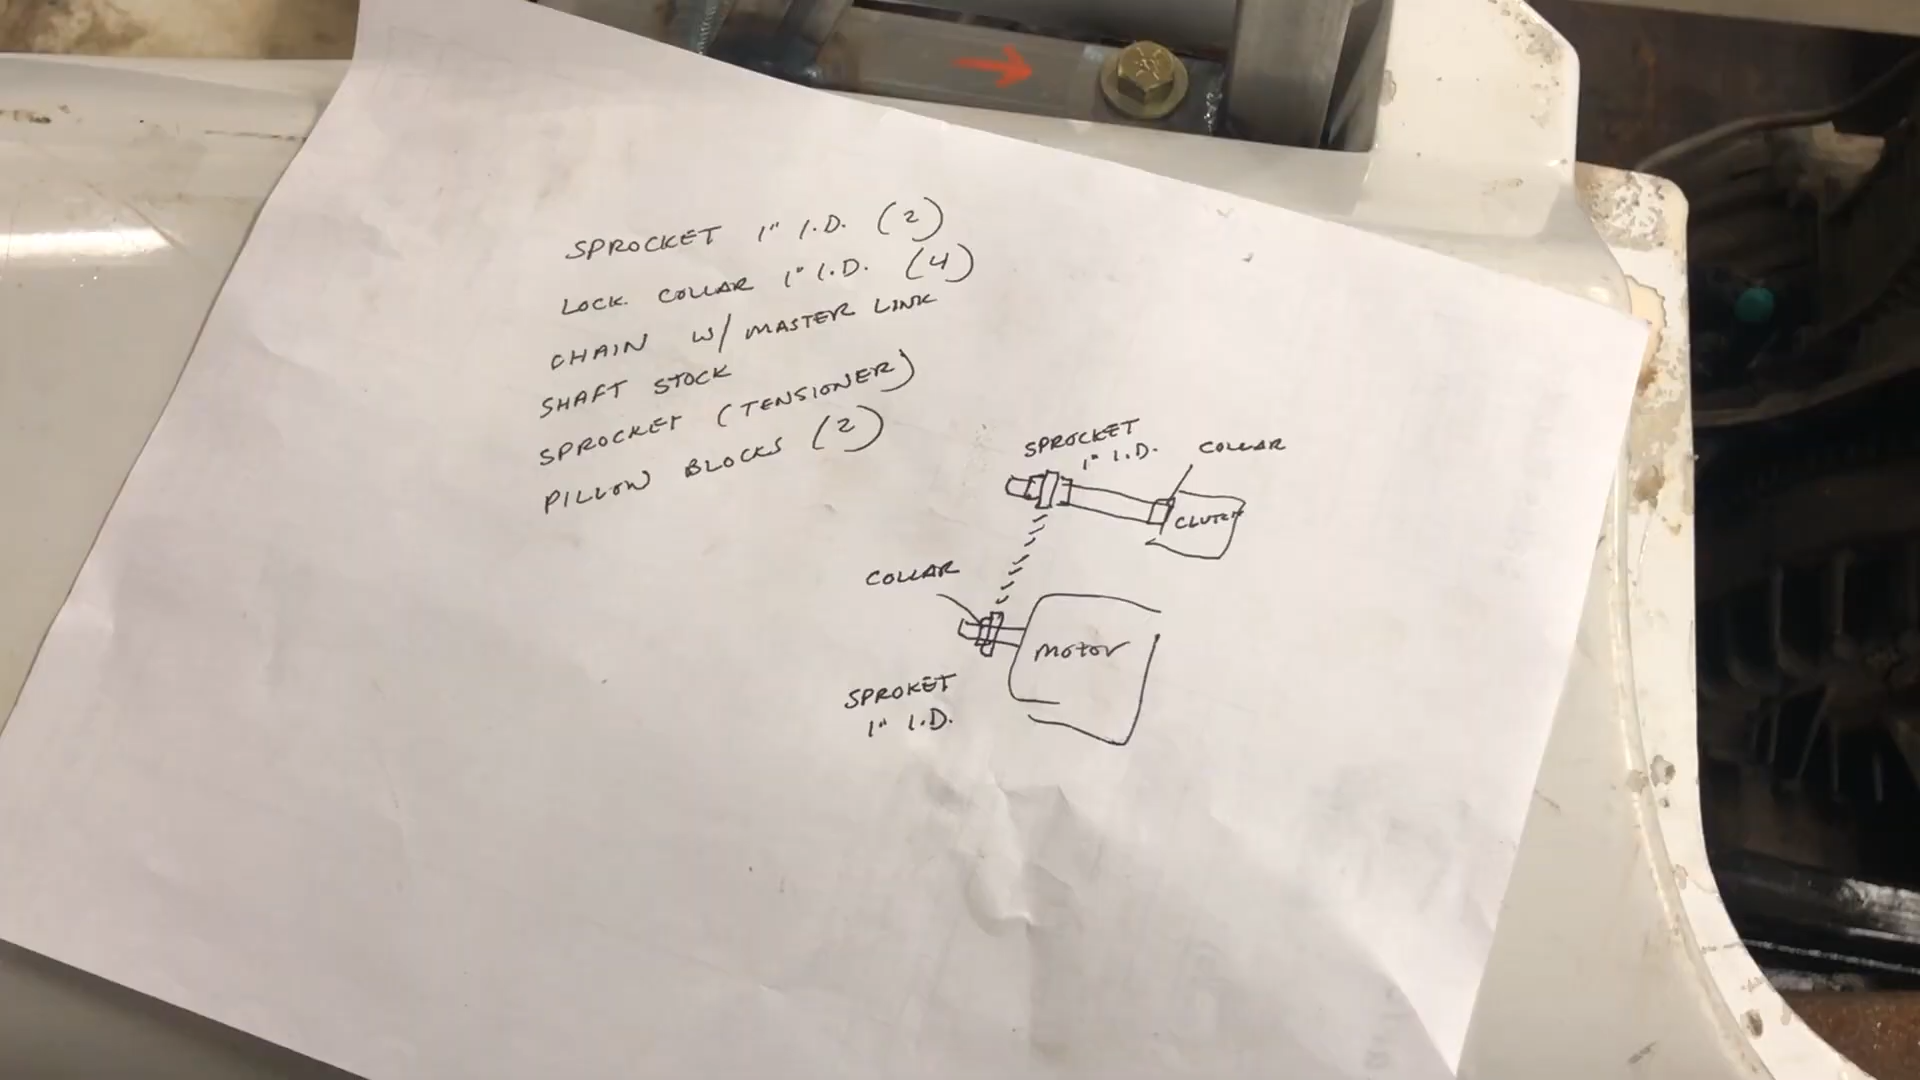 SPROCKET 1" I.D. (2)
LOCK COLLAR 1" I.D. (4)
CHAIN W/ MASTER LINK
SHAFT STOCK
SPROCKET (TENSIONER)
PILLOW BLOCKS (2)
SPROCKET
1" I.D.
COLLAR
CLUTCH
COLLAR
MOTOR
SPROKET
1" I.D.